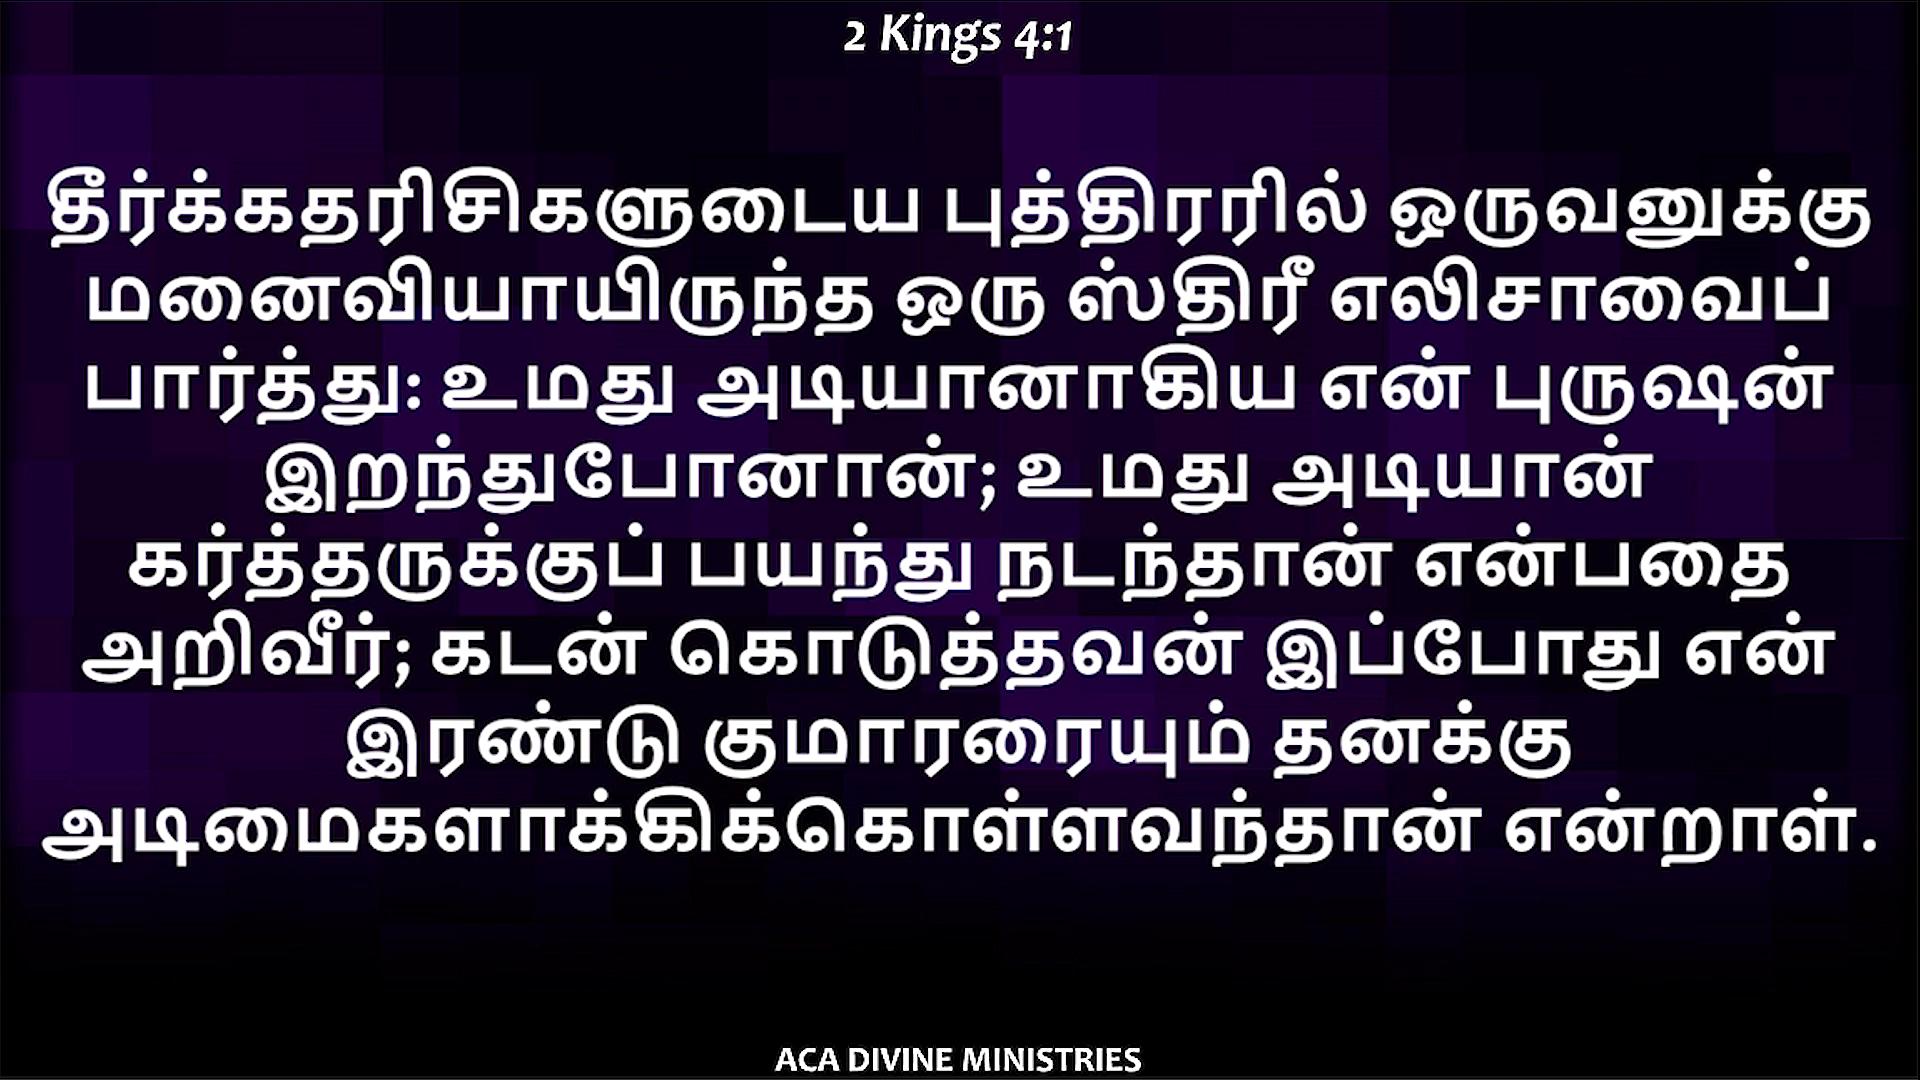 2 Kings 4:1
தீர்க்கதரிசிகளுடைய புத்திரரில் ஒருவனுக்கு
மனைவியாயிருந்த ஒரு ஸ்திரீ எலிசாவைப்
பார்த்து: உமது அடியானாகிய என் புருஷன்
இறந்துபோனான்; உமது அடியான்
கர்த்தருக்குப் பயந்து நடந்தான் என்பதை
அறிவீர்; கடன் கொடுத்தவன் இப்போது என்
இரண்டு குமாரரையும் தனக்கு
அடிமைகளாக்கிக்கொள்ளவந்தான் என்றாள்.
ACA DIVINE MINISTRIES